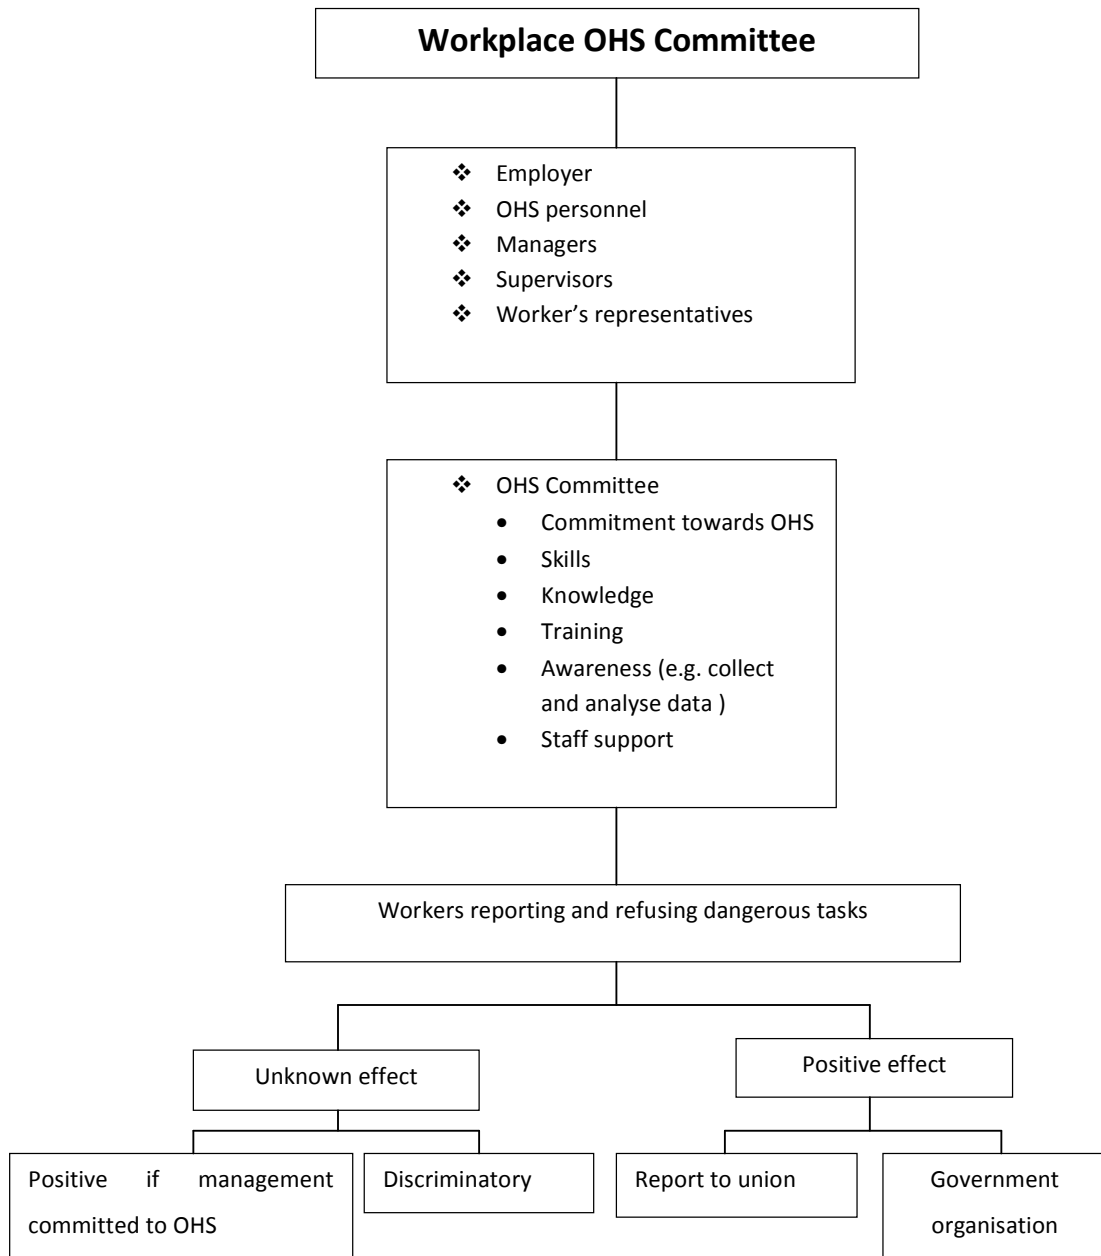 Workplace OHS Committee
❖ Employer
❖ OHS personnel
❖ Managers
❖ Supervisors
❖ Worker’s representatives
❖ OHS Committee
• Commitment towards OHS
• Skills
• Knowledge
• Training
• Awareness (e.g. collect
and analyse data )
• Staff support
Workers reporting and refusing dangerous tasks
Unknown effect
Positive effect
Positive if management
committed to OHS
Discriminatory
Report to union
Government
organisation